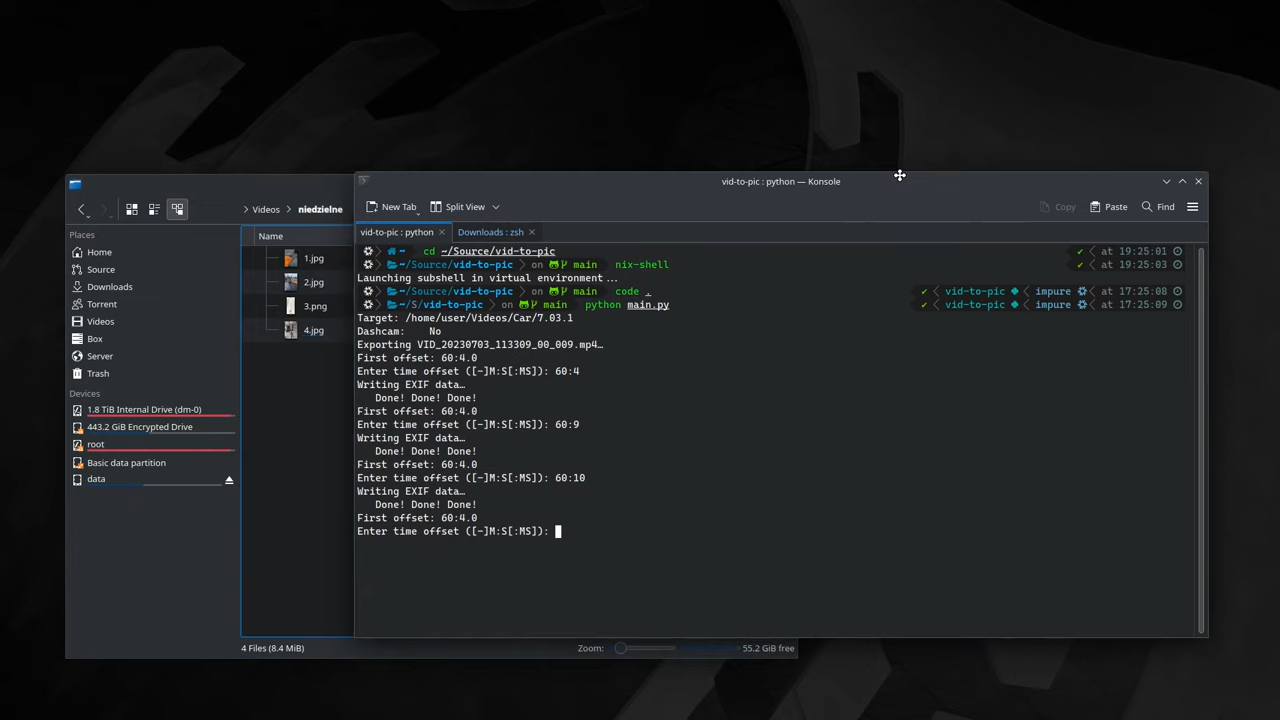 vid-to-pic : python — Konsole
Videos niedzielne
New Tab Split View Copy Paste Find
vid-to-pic : python Downloads : zsh
Places
Home
Source
Downloads
Torrent
Videos
Box
Server
Trash
Devices
1.8 TiB Internal Drive (dm-0)
443.2 GiB Encrypted Drive
root
Basic data partition
data
Name
1.jpg
2.jpg
3.png
4.jpg
4 Files (8.4 MiB) Zoom: 55.2 GiB free
~ cd ~/Source/vid-to-pic ✔ at 19:25:01
~/Source/vid-to-pic on main nix-shell ✔ at 19:25:03
Launching subshell in virtual environment...
~/Source/vid-to-pic on main code . ✔ vid-to-pic impure at 17:25:08
~/S/vid-to-pic on main python main.py ✔ vid-to-pic impure at 17:25:09
Target: /home/user/Videos/Car/7.03.1
Dashcam: No
Exporting VID_20230703_113309_00_009.mp4…
First offset: 60:4.0
Enter time offset ([-]M:S[:MS]): 60:4
Writing EXIF data…
Done! Done! Done!
First offset: 60:4.0
Enter time offset ([-]M:S[:MS]): 60:9
Writing EXIF data…
Done! Done! Done!
First offset: 60:4.0
Enter time offset ([-]M:S[:MS]): 60:10
Writing EXIF data…
Done! Done! Done!
First offset: 60:4.0
Enter time offset ([-]M:S[:MS]):